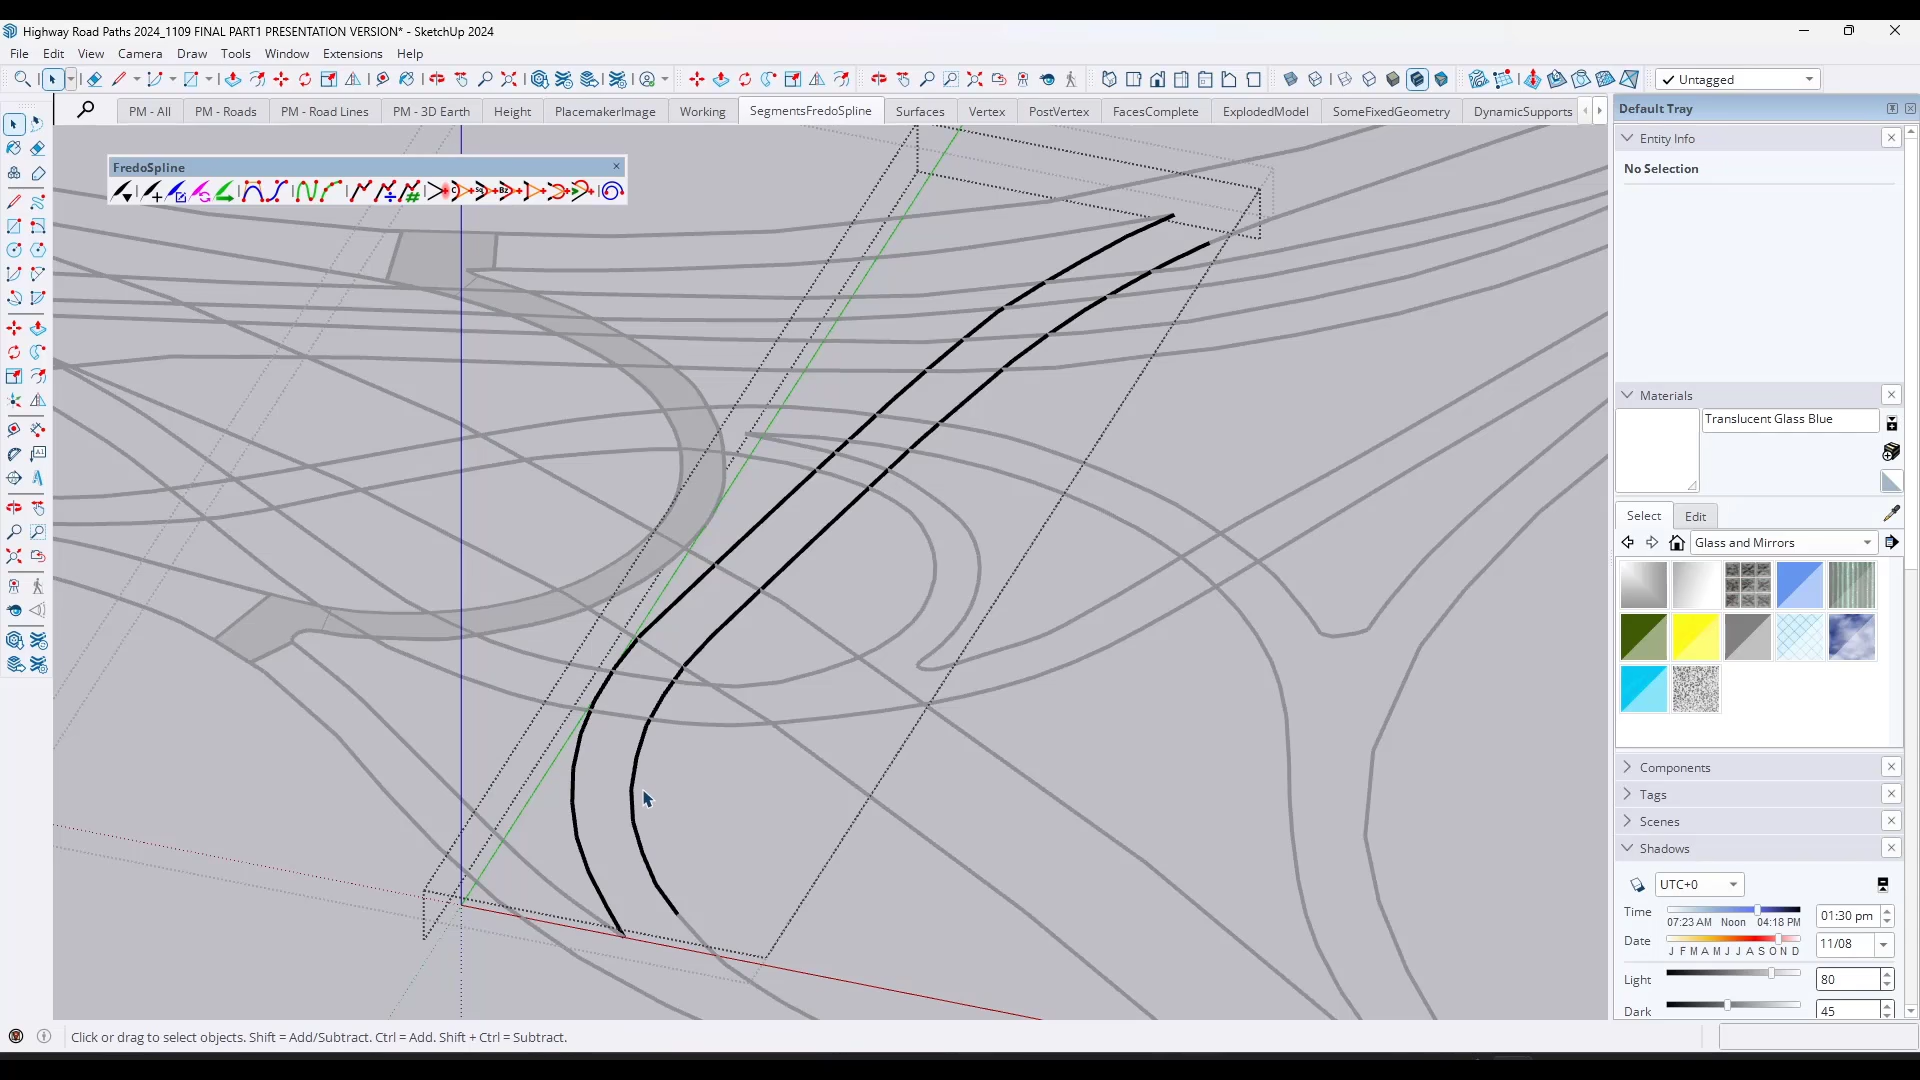 Highway Road Paths 2024_1109 FINAL PART1 PRESENTATION VERSION* - SketchUp 2024
File Edit View Camera Draw Tools Window Extensions Help
Untagged
PM - All PM - Roads PM - Road Lines PM - 3D Earth Height PlacemakerImage Working SegmentsFredoSpline Surfaces Vertex PostVertex FacesComplete ExplodedModel SomeFixedGeometry DynamicSupports
Default Tray
Entity Info
No Selection
FredoSpline
Materials
Translucent Glass Blue
Select Edit
Glass and Mirrors
Components
Tags
Scenes
Shadows
UTC+0
Time 07:23 AM Noon 04:18 PM 01:30 pm
Date J F M A M J J A S O N D 11/08
Light 80
Dark 45
Click or drag to select objects. Shift = Add/Subtract. Ctrl = Add. Shift + Ctrl = Subtract.